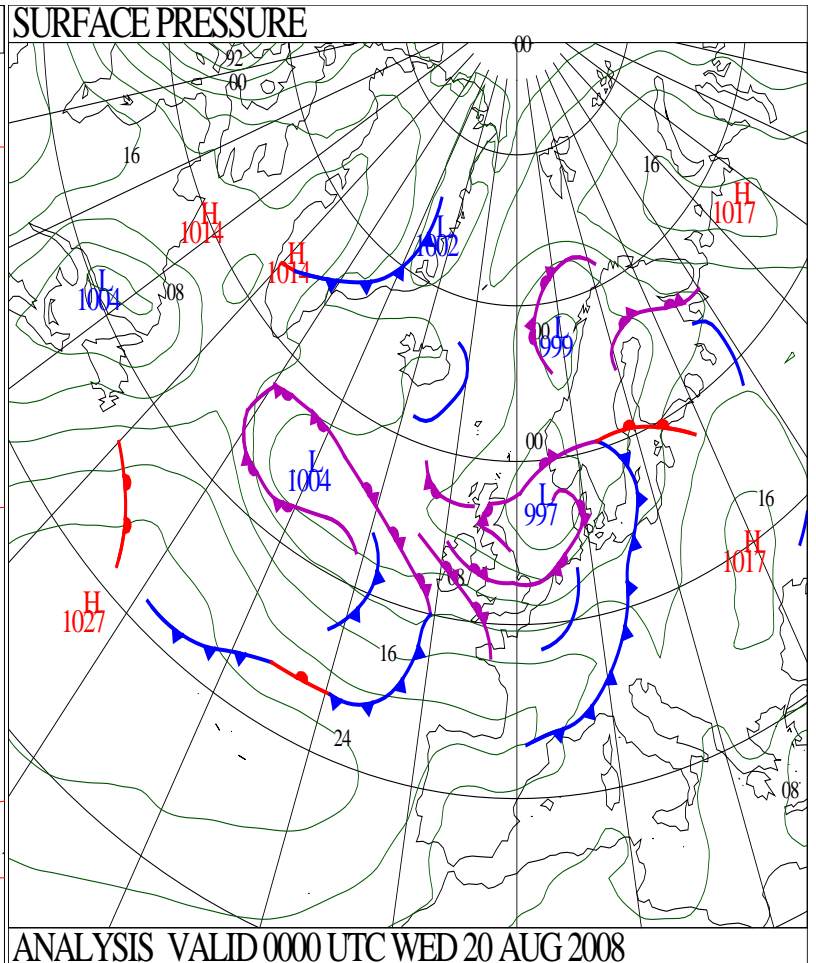 SURFACE PRESSURE
00
92
00
16
16
H
1017
H
1014
L
1002
H
1014
L
1004
08
00
L
999
00
L
1004
L
997
16
H
1017
08
H
1027
16
24
08
ANALYSIS VALID 0000 UTC WED 20 AUG 2008